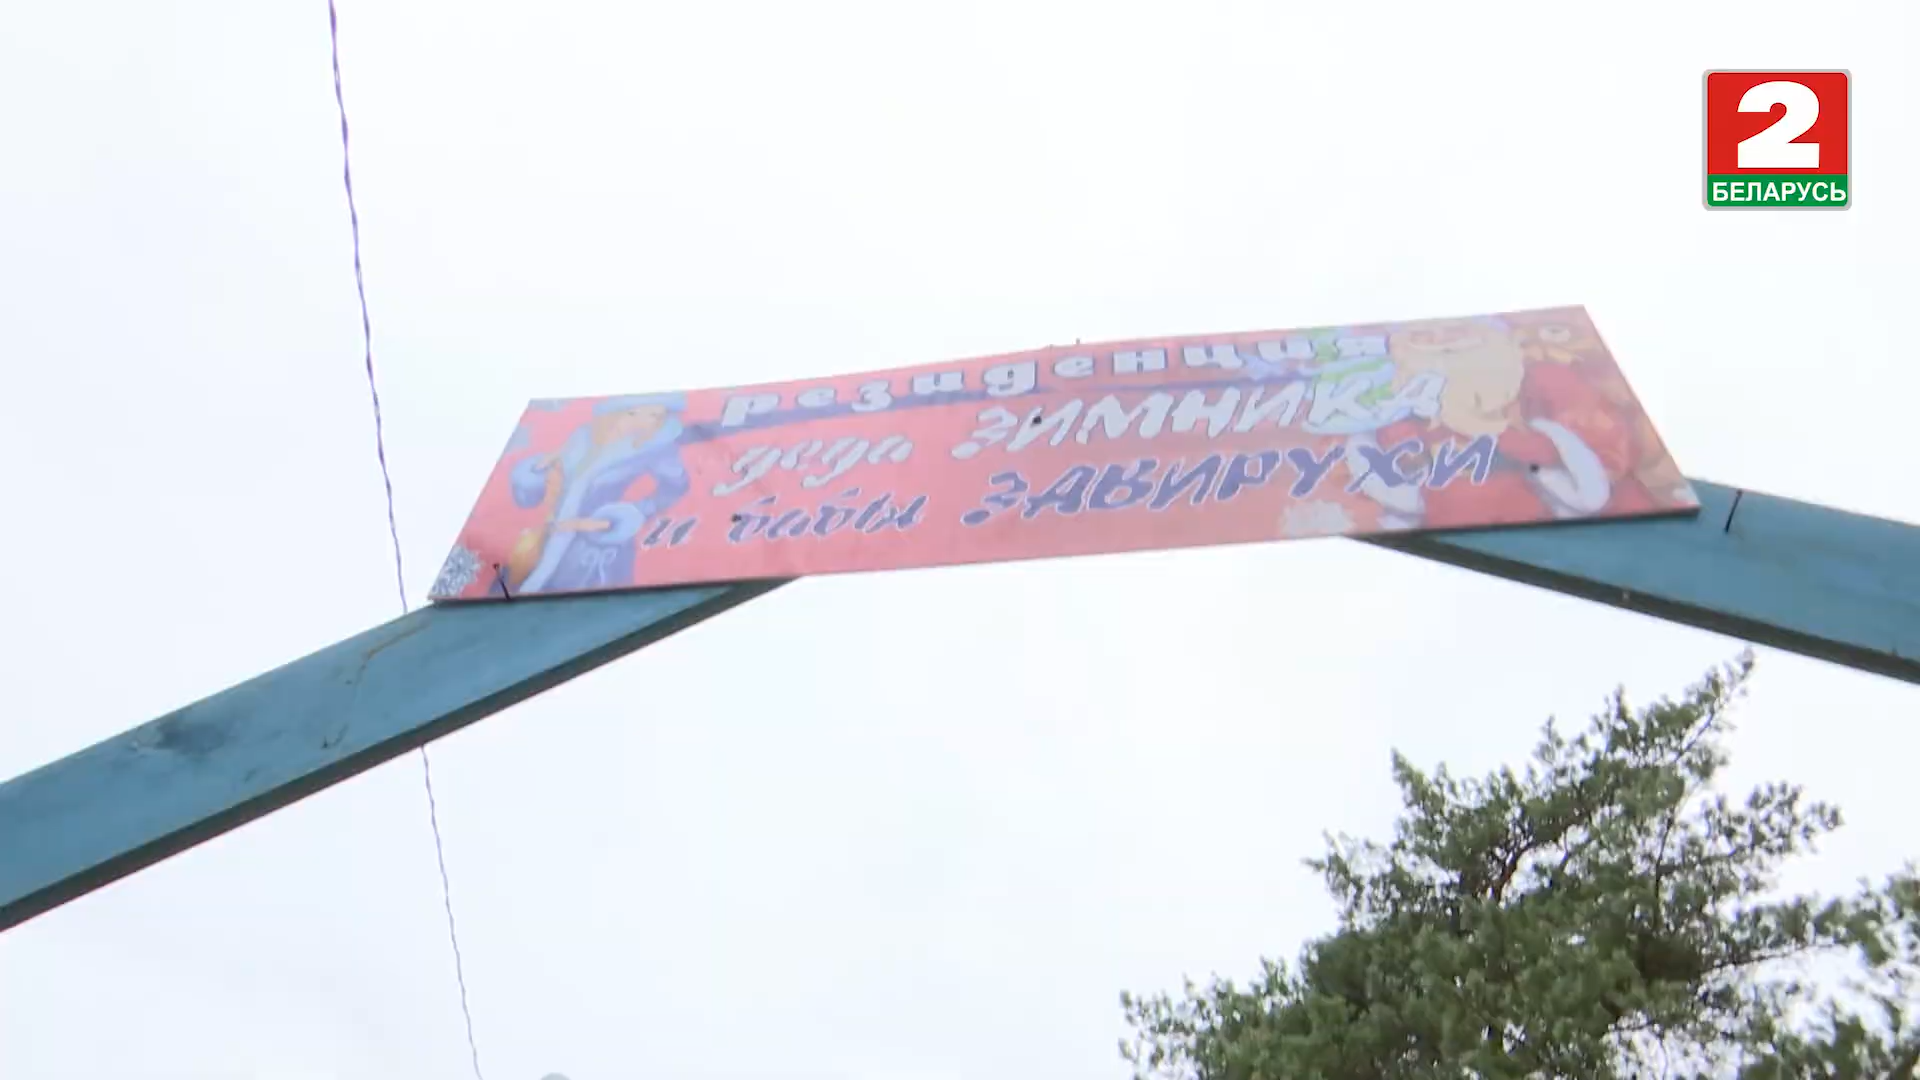 2
БЕЛАРУСЬ
резиденция
деда ЗИМНИКА
и бабы ЗАВИРУХИ